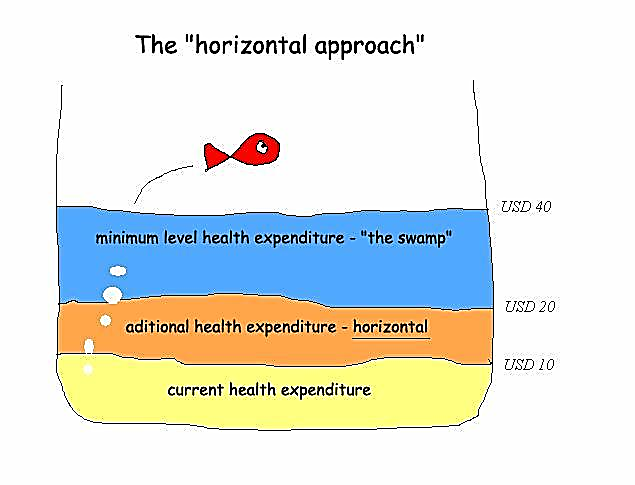 The "horizontal approach"
USD 40
minimum level health expenditure - "the swamp"
USD 20
aditional health expenditure - horizontal
USD 10
current health expenditure